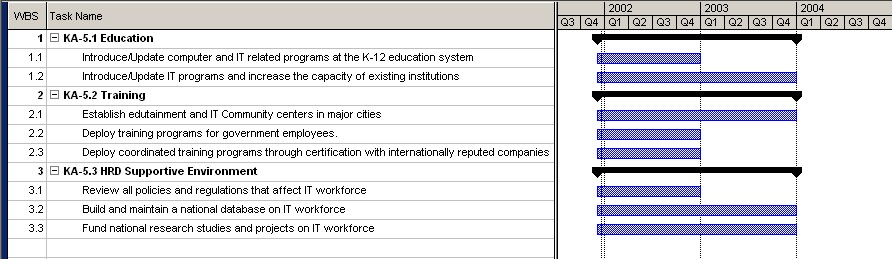 WBS Task Name 2002 2003 2004
Q3 Q4 Q1 Q2 Q3 Q4 Q1 Q2 Q3 Q4 Q1 Q2 Q3 Q4
1 KA-5.1 Education
1.1 Introduce/Update computer and IT related programs at the K-12 education system
1.2 Introduce/Update IT programs and increase the capacity of existing institutions
2 KA-5.2 Training
2.1 Establish edutainment and IT Community centers in major cities
2.2 Deploy training programs for government employees.
2.3 Deploy coordinated training programs through certification with internationally reputed companies
3 KA-5.3 HRD Supportive Environment
3.1 Review all policies and regulations that affect IT workforce
3.2 Build and maintain a national database on IT workforce
3.3 Fund national research studies and projects on IT workforce